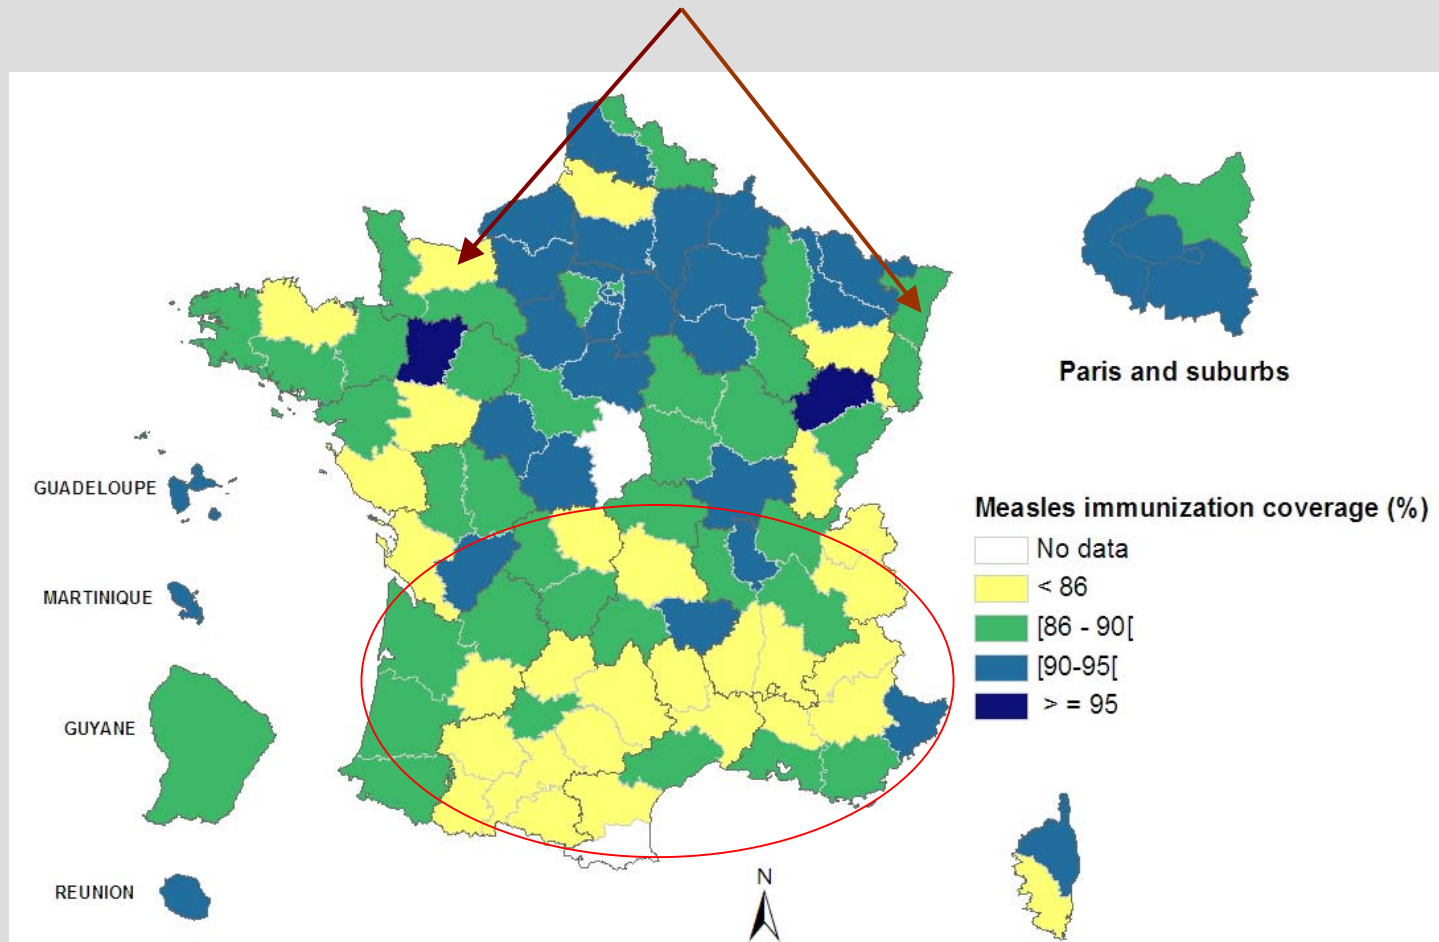 Paris and suburbs
GUADELOUPE
MARTINIQUE
GUYANE
REUNION
Measles immunization coverage (%)
No data
< 86
[86 - 90[
[90-95[
> = 95
N